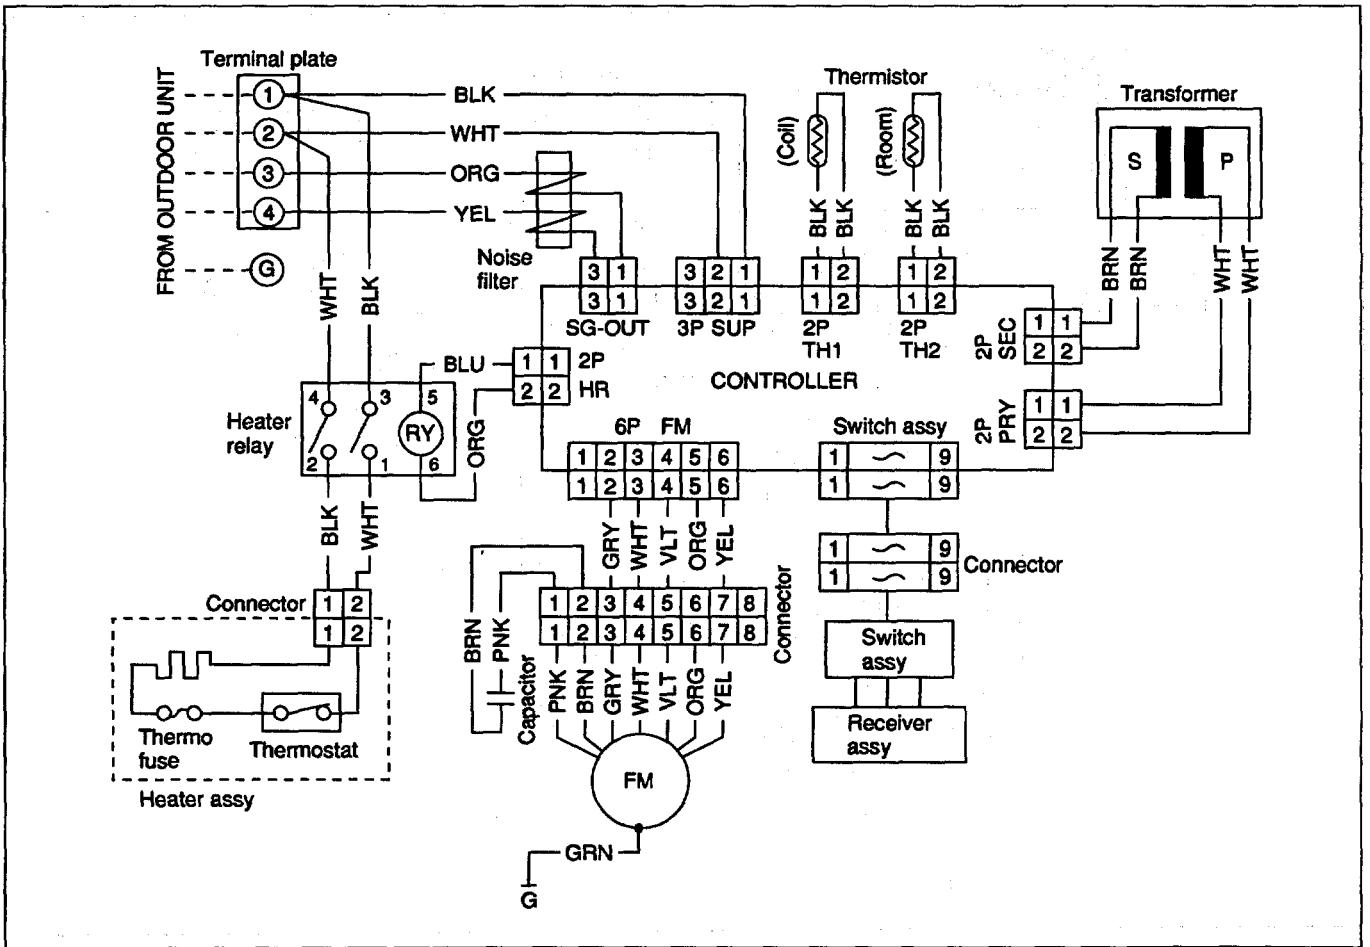 Terminal plate
FROM OUTDOOR UNIT
1
2
3
4
G
BLK
WHT
ORG
YEL
Noise
filter
WHT
BLK
Thermistor
(Coil)
(Room)
BLK
BLK
BLK
BLK
Transformer
S
P
BRN
BRN
WHT
WHT
3 1
3 1
SG-OUT
3 2 1
3 2 1
3P SUP
1 2
1 2
2P
TH1
1 2
1 2
2P
TH2
2P
SEC
1 1
2 2
2P
PRY
1 1
2 2
CONTROLLER
BLU
ORG
1 1
2 2
2P
HR
Heater
relay
4 3 5
RY
2 1 6
BLK
WHT
6P FM
1 2 3 4 5 6
1 2 3 4 5 6
GRY
WHT
VLT
ORG
YEL
Switch assy
1 9
1 9
1 9
1 9
Connector
Switch
assy
Receiver
assy
Connector
1 2
1 2
Thermo
fuse
Thermostat
Heater assy
BRN
PNK
Capacitor
1 2 3 4 5 6 7 8
1 2 3 4 5 6 7 8
Connector
PNK
BRN
GRY
WHT
VLT
ORG
YEL
FM
GRN
G